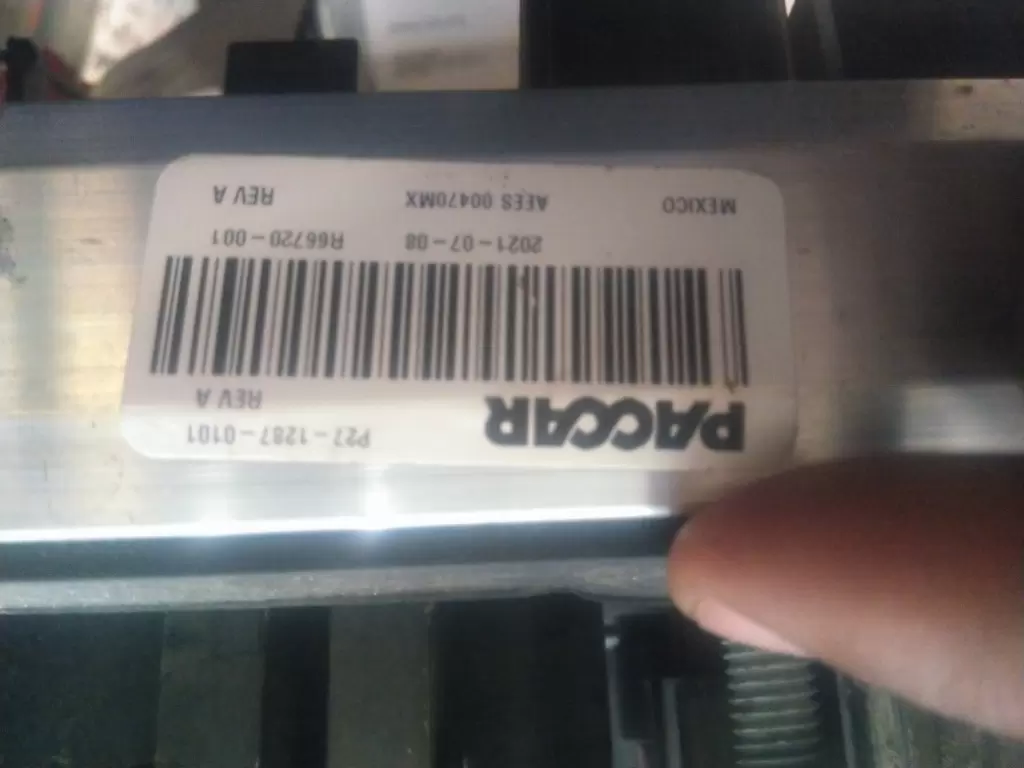 PACCAR P27-1287-0101
REV A
2021-07-08 R66720-001
MEXICO AEES 00470MX REV A